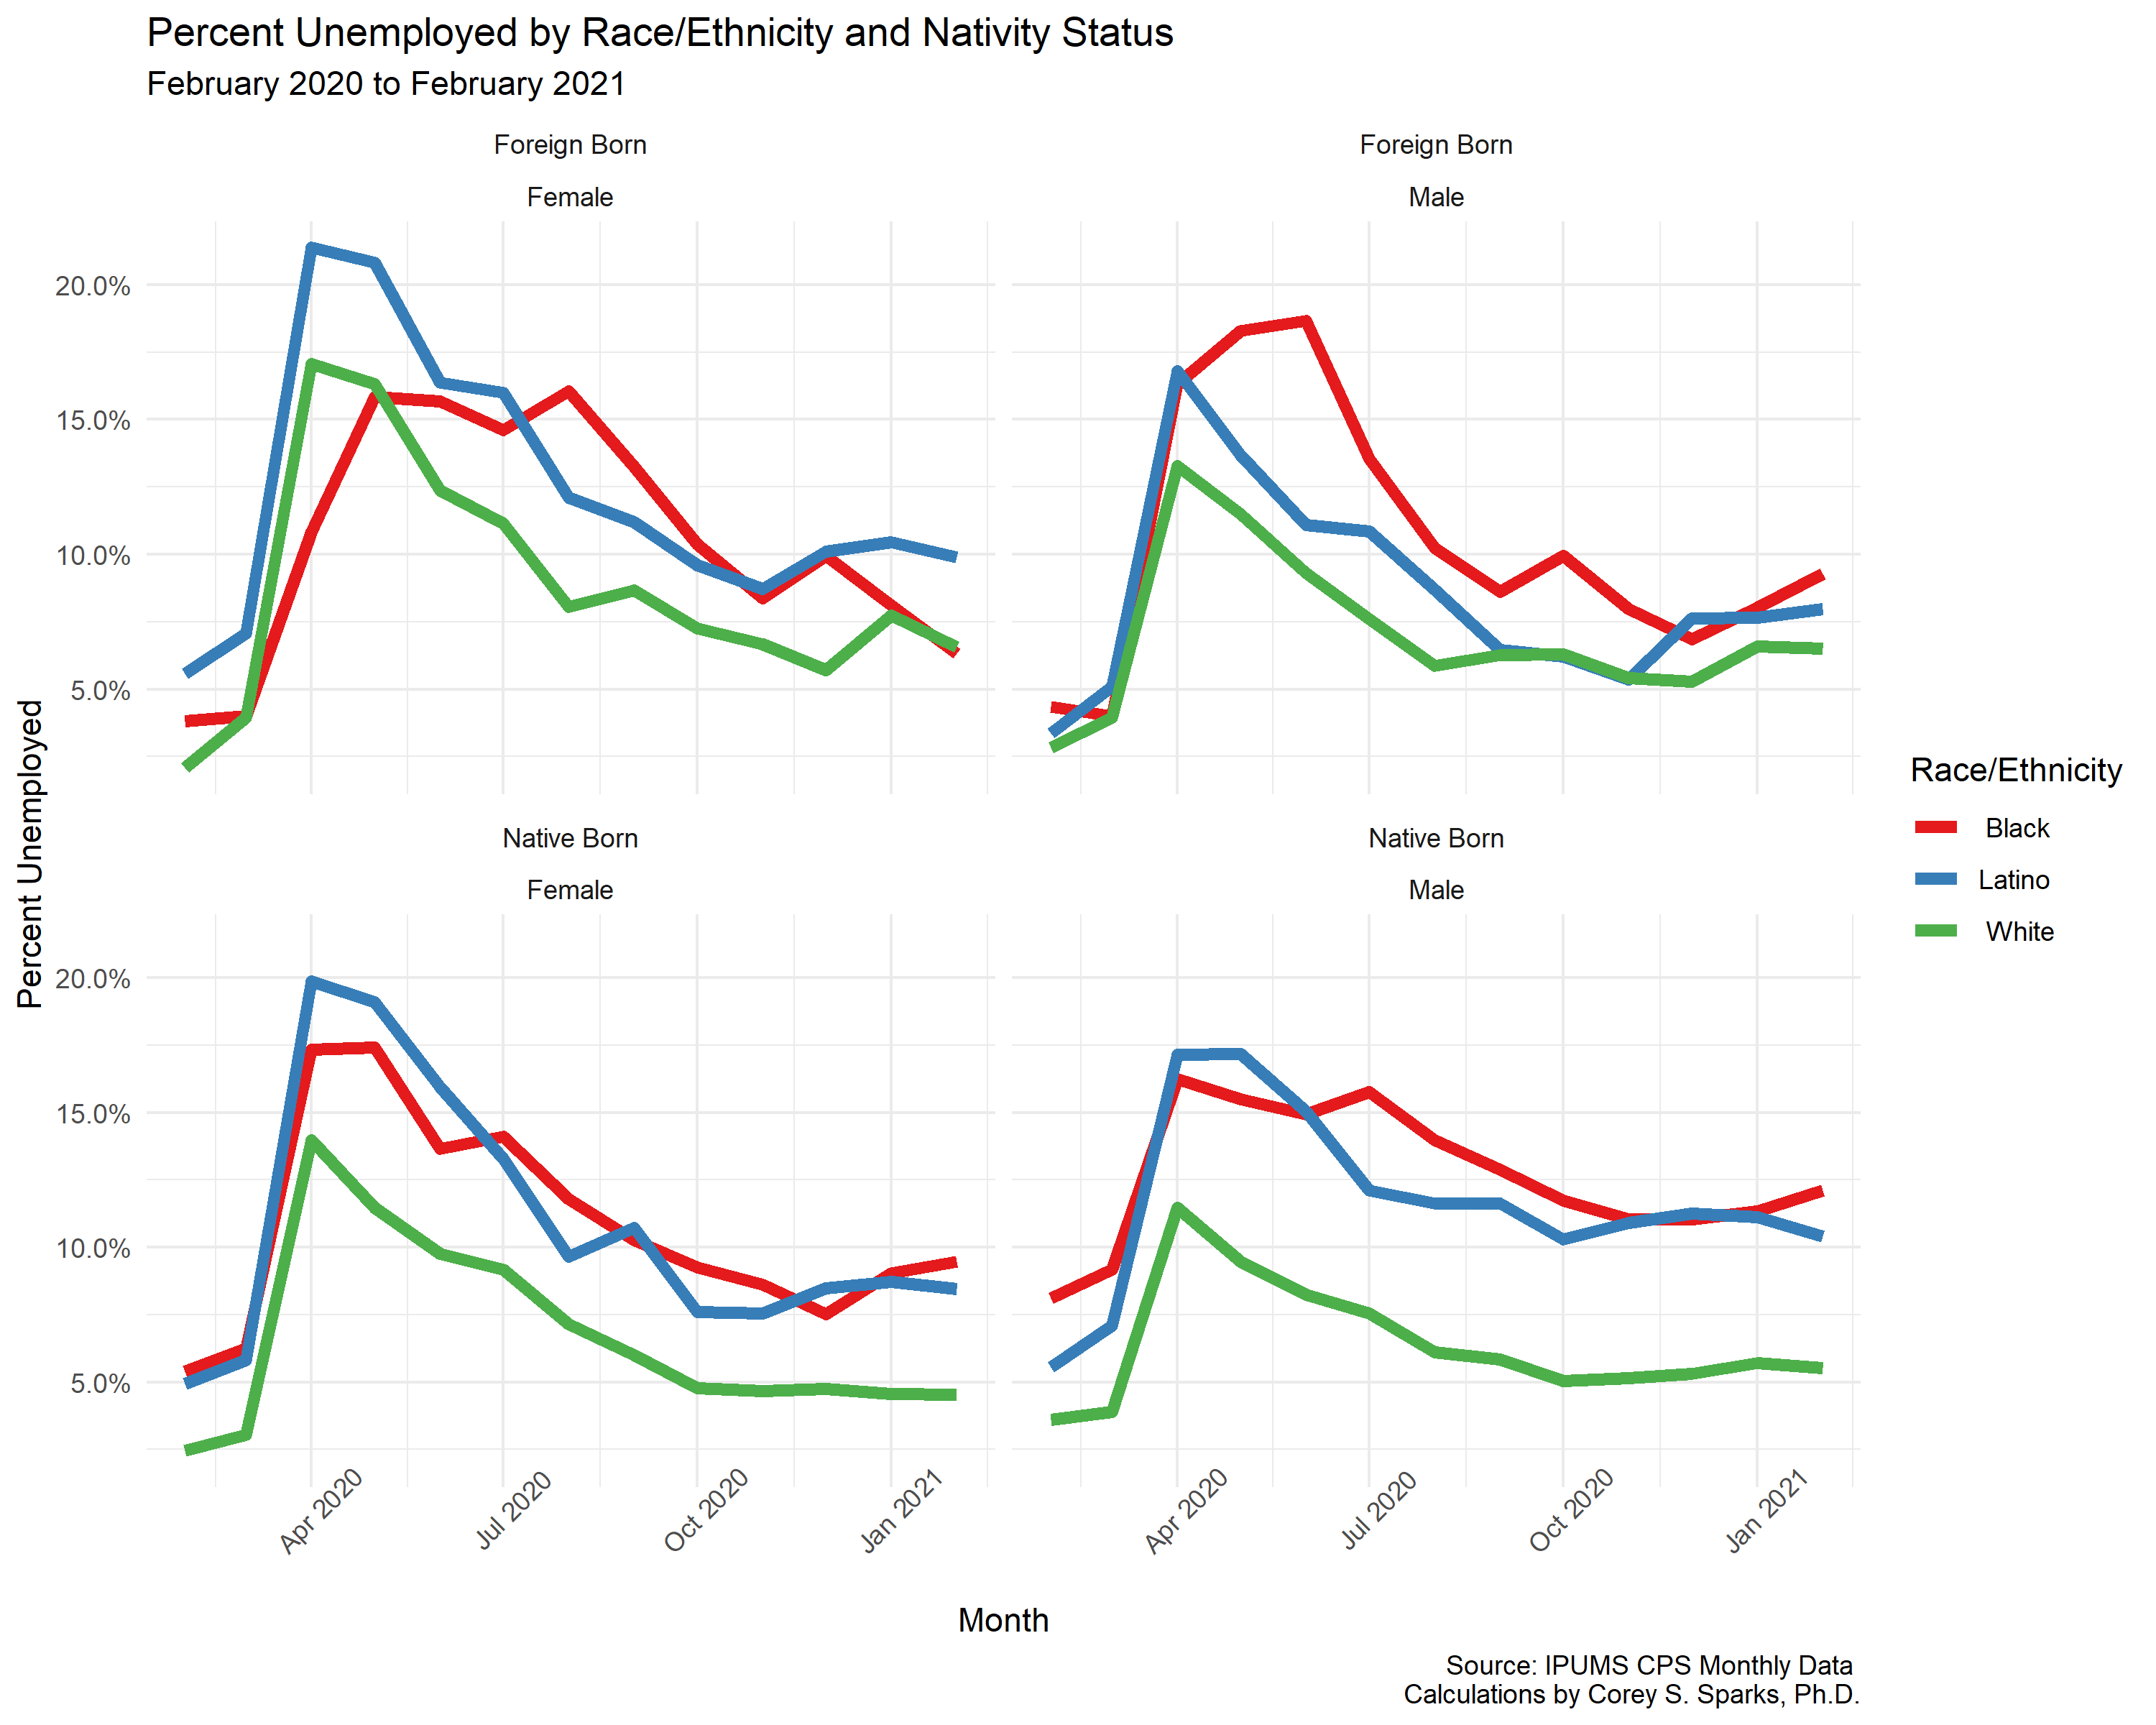 Percent Unemployed by Race/Ethnicity and Nativity Status
February 2020 to February 2021
Foreign Born
Female
Foreign Born
Male
20.0%
15.0%
10.0%
5.0%
Native Born
Female
Native Born
Male
20.0%
15.0%
10.0%
5.0%
Percent Unemployed
Apr 2020
Jul 2020
Oct 2020
Jan 2021
Apr 2020
Jul 2020
Oct 2020
Jan 2021
Month
Race/Ethnicity
Black
Latino
White
Source: IPUMS CPS Monthly Data
Calculations by Corey S. Sparks, Ph.D.